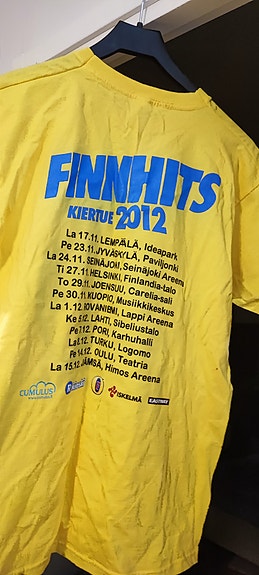 FINNHITS
KIERTUE 2012
La 17.11. LEMPÄÄLÄ, Ideapark
Pe 23.11. JYVÄSKYLÄ, Paviljonki
La 24.11. SEINÄJOKI, Seinäjoki Areena
Ti 27.11. HELSINKI, Finlandia-talo
To 29.11. JOENSUU, Carelia-sali
Pe 30.11. KUOPIO, Musiikkikeskus
La 1.12. ROVANIEMI, Lappi Areena
Ke 5.12. LAHTI, Sibeliustalo
Pe 7.12. PORI, Karhuhalli
La 8.12. TURKU, Logomo
Pe 14.12. OULU, Teatria
La 15.12. JÄMSÄ, Himos Areena
CUMULUS
ISKELMÄ